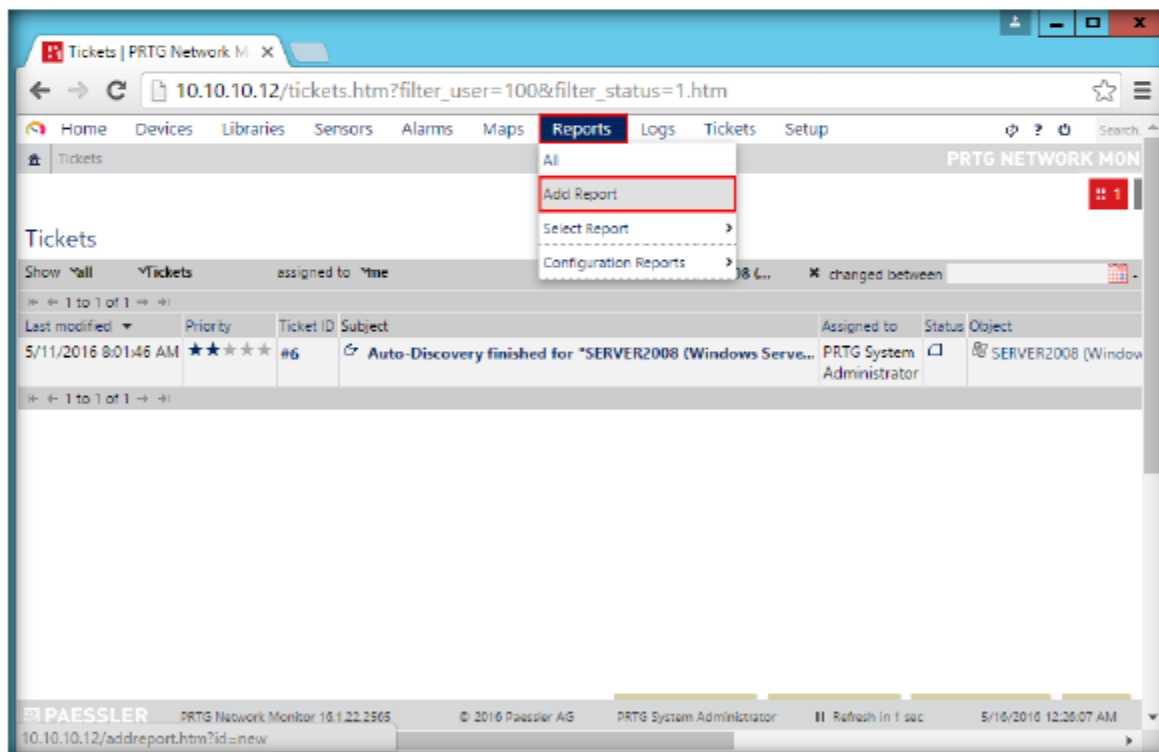 Tickets | PRTG Network M
10.10.10.12/tickets.htm?filter_user=100&filter_status=1.htm
Home Devices Libraries Sensors Alarms Maps Reports Logs Tickets Setup ? Search.
Tickets PRTG NETWORK MON
All
Add Report
1
Select Report
Configuration Reports
Tickets
Show all Tickets assigned to me changed between
1 to 1 of 1
Last modified Priority Ticket ID Subject Assigned to Status Object
5/11/2016 8:01:46 AM #6 Auto-Discovery finished for "SERVER2008 (Windows Serve... PRTG System Administrator SERVER2008 (Window
1 to 1 of 1
PAESSLER PRTG Network Monitor 16.1.22.2565 © 2016 Paessler AG PRTG System Administrator Refresh in 1 sec 5/16/2016 12:26:07 AM
10.10.10.12/addreport.htm?id=new